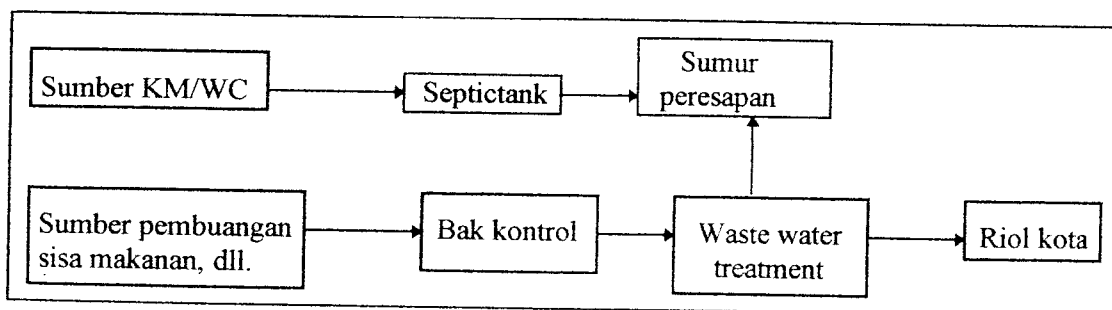 Sumber KM/WC
Septictank
Sumur
peresapan
Sumber pembuangan
sisa makanan, dll.
Bak kontrol
Waste water
treatment
Riol kota